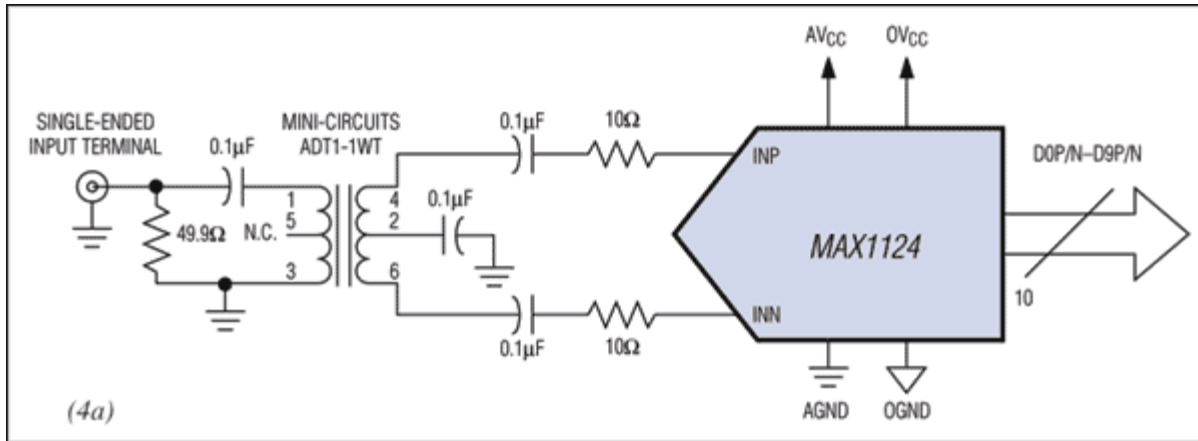 AVCC
OVCC
SINGLE-ENDED
INPUT TERMINAL
0.1µF
MINI-CIRCUITS
ADT1-1WT
0.1µF
10Ω
INP
D0P/N–D9P/N
1
5
N.C.
3
49.9Ω
4
2
6
0.1µF
MAX1124
10
INN
0.1µF
10Ω
AGND
OGND
(4a)